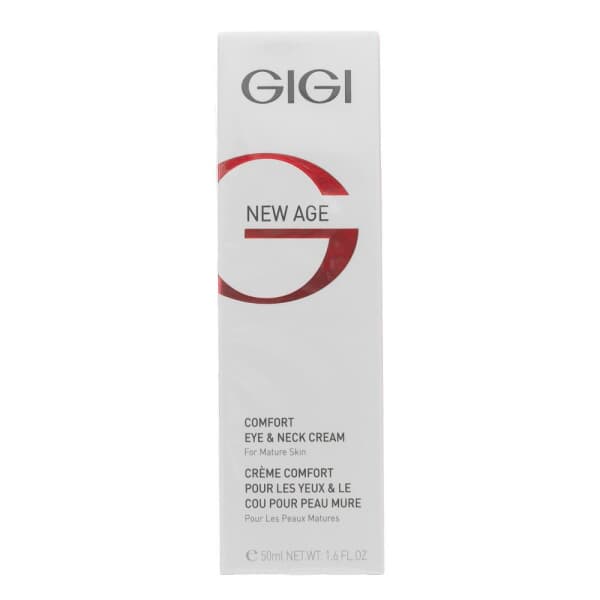 GIGI
NEW AGE
COMFORT
EYE & NECK CREAM
For Mature Skin
CRÈME COMFORT
POUR LES YEUX & LE
COU POUR PEAU MURE
Pour Les Peaux Matures
℮ 50ml NET WT. 1.6 FL.OZ